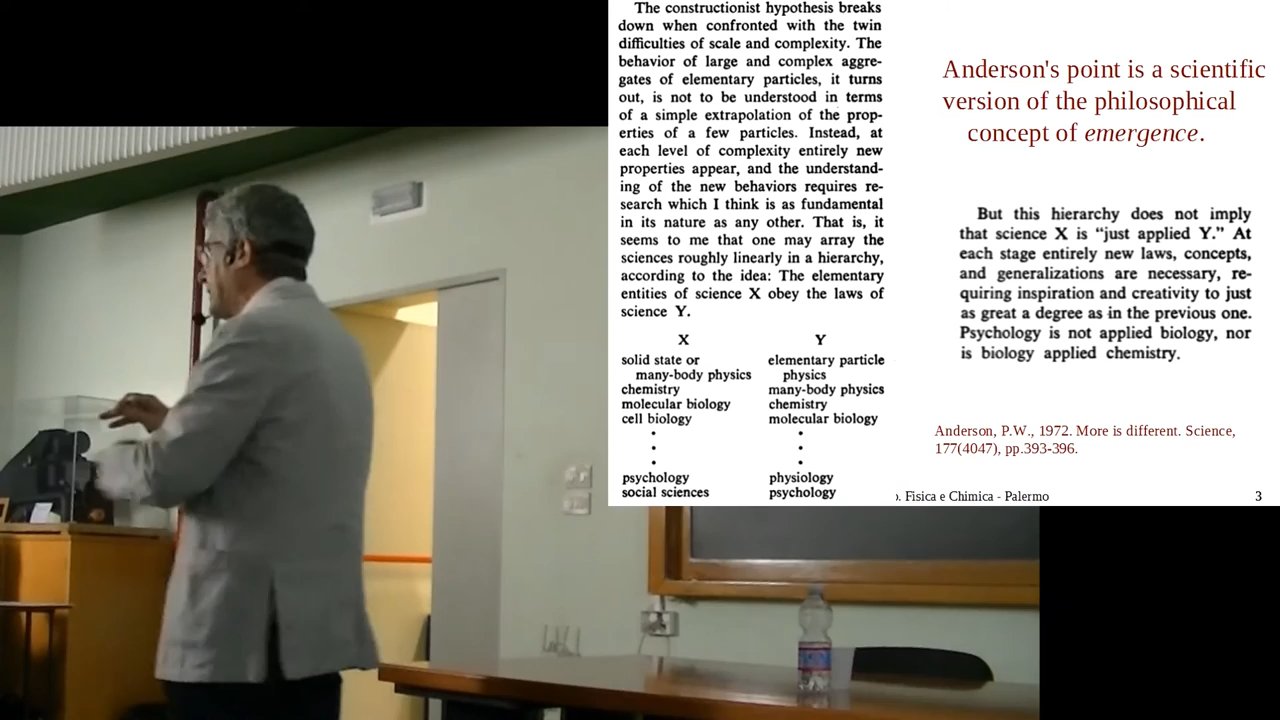 The constructionist hypothesis breaks
down when confronted with the twin
difficulties of scale and complexity. The
behavior of large and complex aggre-
gates of elementary particles, it turns
out, is not to be understood in terms
of a simple extrapolation of the prop-
erties of a few particles. Instead, at
each level of complexity entirely new
properties appear, and the understand-
ing of the new behaviors requires re-
search which I think is as fundamental
in its nature as any other. That is, it
seems to me that one may array the
sciences roughly linearly in a hierarchy,
according to the idea: The elementary
entities of science X obey the laws of
science Y.
X Y
solid state or elementary particle
many-body physics physics
chemistry many-body physics
molecular biology chemistry
cell biology molecular biology
. .
. .
. .
psychology physiology
social sciences psychology
Anderson's point is a scientific
version of the philosophical
concept of emergence.
But this hierarchy does not imply
that science X is “just applied Y.” At
each stage entirely new laws, concepts,
and generalizations are necessary, re-
quiring inspiration and creativity to just
as great a degree as in the previous one.
Psychology is not applied biology, nor
is biology applied chemistry.
Anderson, P.W., 1972. More is different. Science,
177(4047), pp.393-396.
. Fisica e Chimica - Palermo 3